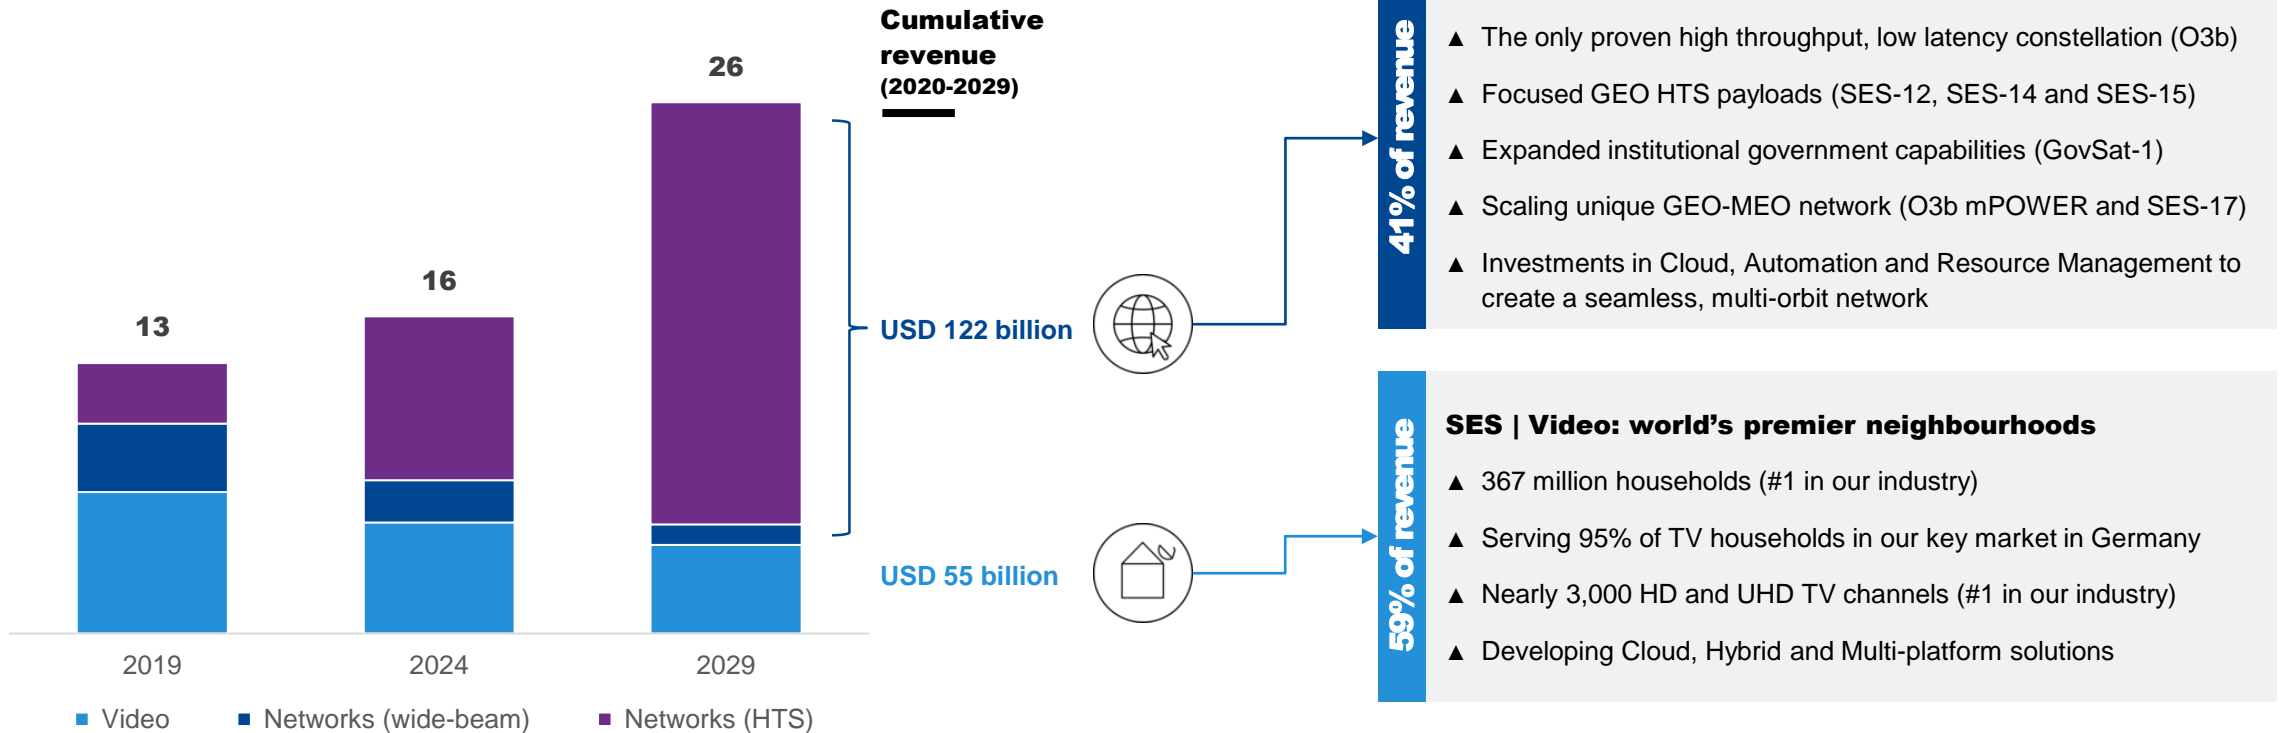 Cumulative
revenue
(2020-2029)
26
16
13
USD 122 billion
USD 55 billion
2019
2024
2029
Video
Networks (wide-beam)
Networks (HTS)
41% of revenue
▲ The only proven high throughput, low latency constellation (O3b)
▲ Focused GEO HTS payloads (SES-12, SES-14 and SES-15)
▲ Expanded institutional government capabilities (GovSat-1)
▲ Scaling unique GEO-MEO network (O3b mPOWER and SES-17)
▲ Investments in Cloud, Automation and Resource Management to
create a seamless, multi-orbit network
59% of revenue
SES | Video: world’s premier neighbourhoods
▲ 367 million households (#1 in our industry)
▲ Serving 95% of TV households in our key market in Germany
▲ Nearly 3,000 HD and UHD TV channels (#1 in our industry)
▲ Developing Cloud, Hybrid and Multi-platform solutions